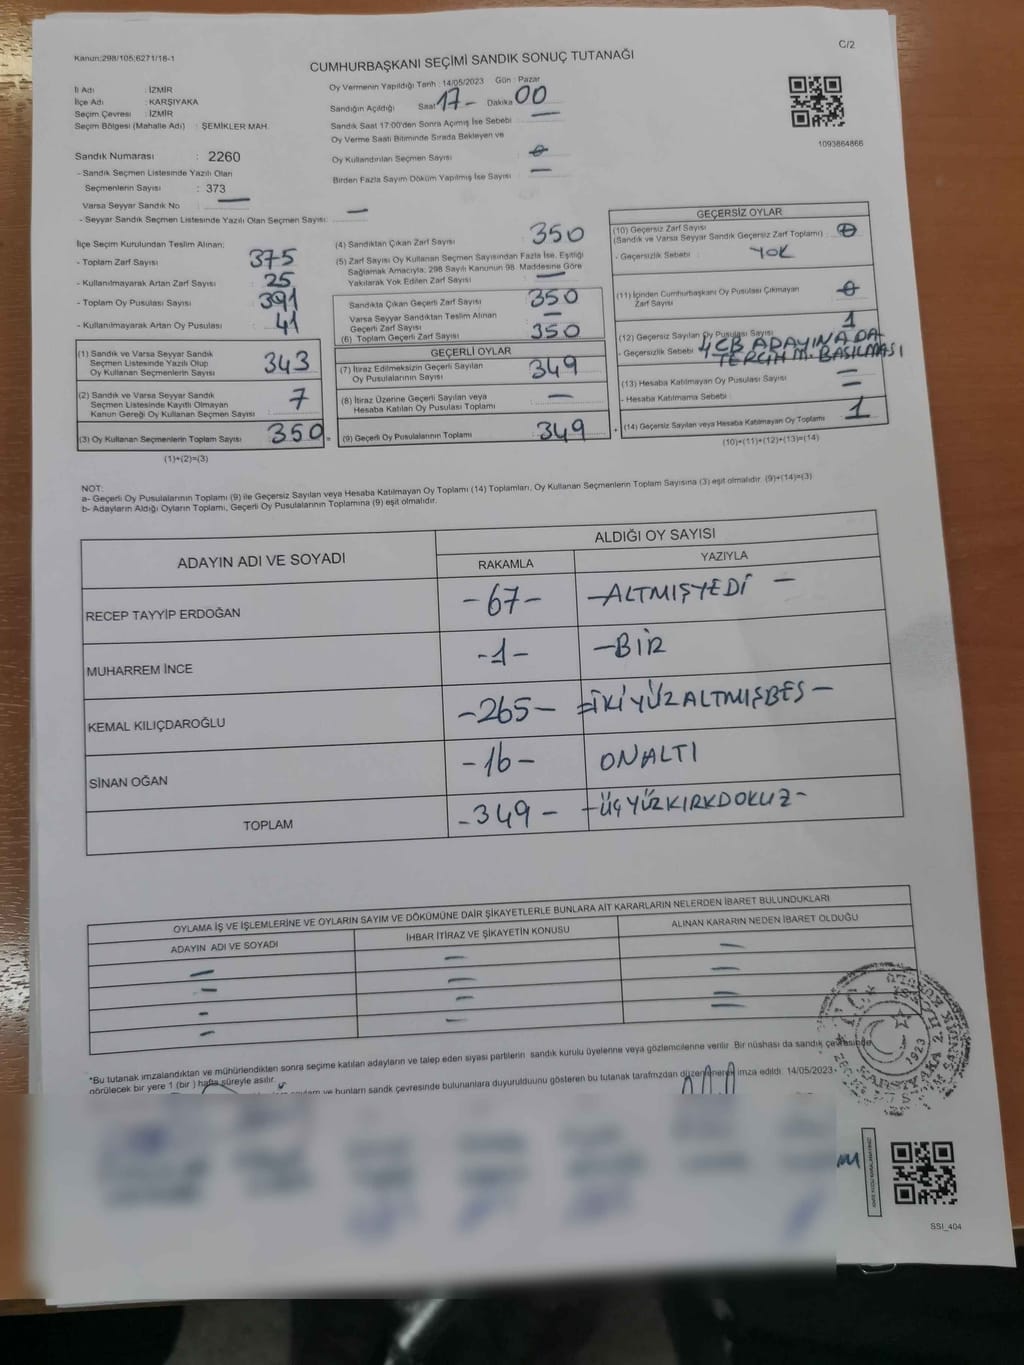 Kanun:298/105;6271/16-1
C/2
CUMHURBAŞKANI SEÇİMİ SANDIK SONUÇ TUTANAĞI
İl Adı : İZMİR
İlçe Adı : KARŞIYAKA
Seçim Çevresi : İZMİR
Seçim Bölgesi (Mahalle Adı) : ŞEMİKLER MAH.
Oy Vermenin Yapıldığı Tarih : 14/05/2023 Gün : Pazar
Sandığın Açıldığı Saat 17 - Dakika 00
Sandık Saat 17:00'den Sonra Açımış İse Sebebi —
Oy Verme Saati Bitiminde Sırada Bekleyen ve
Oy Kullandırılan Seçmen Sayısı 0
Birden Fazla Sayım Döküm Yapılmış İse Sayısı —
1093864866
Sandık Numarası : 2260
- Sandık Seçmen Listesinde Yazılı Olan
Seçmenlerin Sayısı : 373
Varsa Seyyar Sandık No —
- Seyyar Sandık Seçmen Listesinde Yazılı Olan Seçmen Sayısı: —
İlçe Seçim Kurulundan Teslim Alınan:
- Toplam Zarf Sayısı 375
- Kullanılmayarak Artan Zarf Sayısı 25
- Toplam Oy Pusulası Sayısı 391
- Kullanılmayarak Artan Oy Pusulası 41
(1) Sandık ve Varsa Seyyar Sandık
Seçmen Listesinde Yazılı Olup
Oy Kullanan Seçmenlerin Sayısı 343
(2) Sandık ve Varsa Seyyar Sandık
Seçmen Listesinde Kayıtlı Olmayan
Kanun Gereği Oy Kullanan Seçmen Sayısı 7
(3) Oy Kullanan Seçmenlerin Toplam Sayısı 350
(1)+(2)=(3)
(4) Sandıktan Çıkan Zarf Sayısı 350
(5) Zarf Sayısı Oy Kullanan Seçmen Sayısından Fazla İse, Eşitliği
Sağlamak Amacıyla; 298 Sayılı Kanunun 98. Maddesine Göre
Yakılarak Yok Edilen Zarf Sayısı —
Sandıkta Çıkan Geçerli Zarf Sayısı 350
Varsa Seyyar Sandıktan Teslim Alınan
Geçerli Zarf Sayısı —
(6) Toplam Geçerli Zarf Sayısı 350
GEÇERLİ OYLAR
(7) İtiraz Edilmeksizin Geçerli Sayılan
Oy Pusulalarının Sayısı 349
(8) İtiraz Üzerine Geçerli Sayılan veya
Hesaba Katılan Oy Pusulası Toplamı —
= (9) Geçerli Oy Pusulalarının Toplamı 349
GEÇERSİZ OYLAR
(10) Geçersiz Zarf Sayısı
(Sandık ve Varsa Seyyar Sandık Geçersiz Zarf Toplamı) 0
- Geçersizlik Sebebi : YOK
(11) İçinden Cumhurbaşkanı Oy Pusulası Çıkmayan
Zarf Sayısı 0
(12) Geçersiz Sayılan Oy Pusulası Sayısı 1
- Geçersizlik Sebebi 4 CB ADAYINA DA
TERCİH M. BASILMASI
(13) Hesaba Katılmayan Oy Pusulası Sayısı —
- Hesaba Katılmama Sebebi : —
+ (14) Geçersiz Sayılan veya Hesaba Katılmayan Oy Toplamı 1
(10)+(11)+(12)+(13)=(14)
NOT:
a- Geçerli Oy Pusulalarının Toplamı (9) ile Geçersiz Sayılan veya Hesaba Katılmayan Oy Toplamı (14) Toplamları, Oy Kullanan Seçmenlerin Toplam Sayısına (3) eşit olmalıdır. (9)+(14)=(3)
b- Adayların Aldığı Oyların Toplamı, Geçerli Oy Pusulalarının Toplamına (9) eşit olmalıdır.
ADAYIN ADI VE SOYADI ALDIĞI OY SAYISI
RAKAMLA YAZIYLA
RECEP TAYYİP ERDOĞAN -67- -ALTMIŞYEDİ -
MUHARREM İNCE -1- -BİR
KEMAL KILIÇDAROĞLU -265- =İKİYÜZALTMIŞBEŞ -
SİNAN OĞAN -16- ONALTI
TOPLAM -349- -ÜÇYÜZKIRKDOKUZ-
OYLAMA İŞ VE İŞLEMLERİNE VE OYLARIN SAYIM VE DÖKÜMÜNE DAİR ŞİKAYETLERLE BUNLARA AİT KARARLARIN NELERDEN İBARET BULUNDUKLARI
ADAYIN ADI VE SOYADI İHBAR İTİRAZ VE ŞİKAYETİN KONUSU ALINAN KARARIN NEDEN İBARET OLDUĞU
*Bu tutanak imzalandıktan ve mühürlendikten sonra seçime katılan adayların ve talep eden siyasi partilerin sandık kurulu üyelerine veya gözlemcilerine verilir. Bir nüshası da sandık çevresinde
görülecek bir yere 1 (bir ) hafta süreyle asılır.
ve bunların sandık çevresinde bulunanlara duyurulduunu gösteren bu tutanak tarafımızdan düzenlenerek imza edildi. 14/05/2023
T.C.
1923
SSI_404